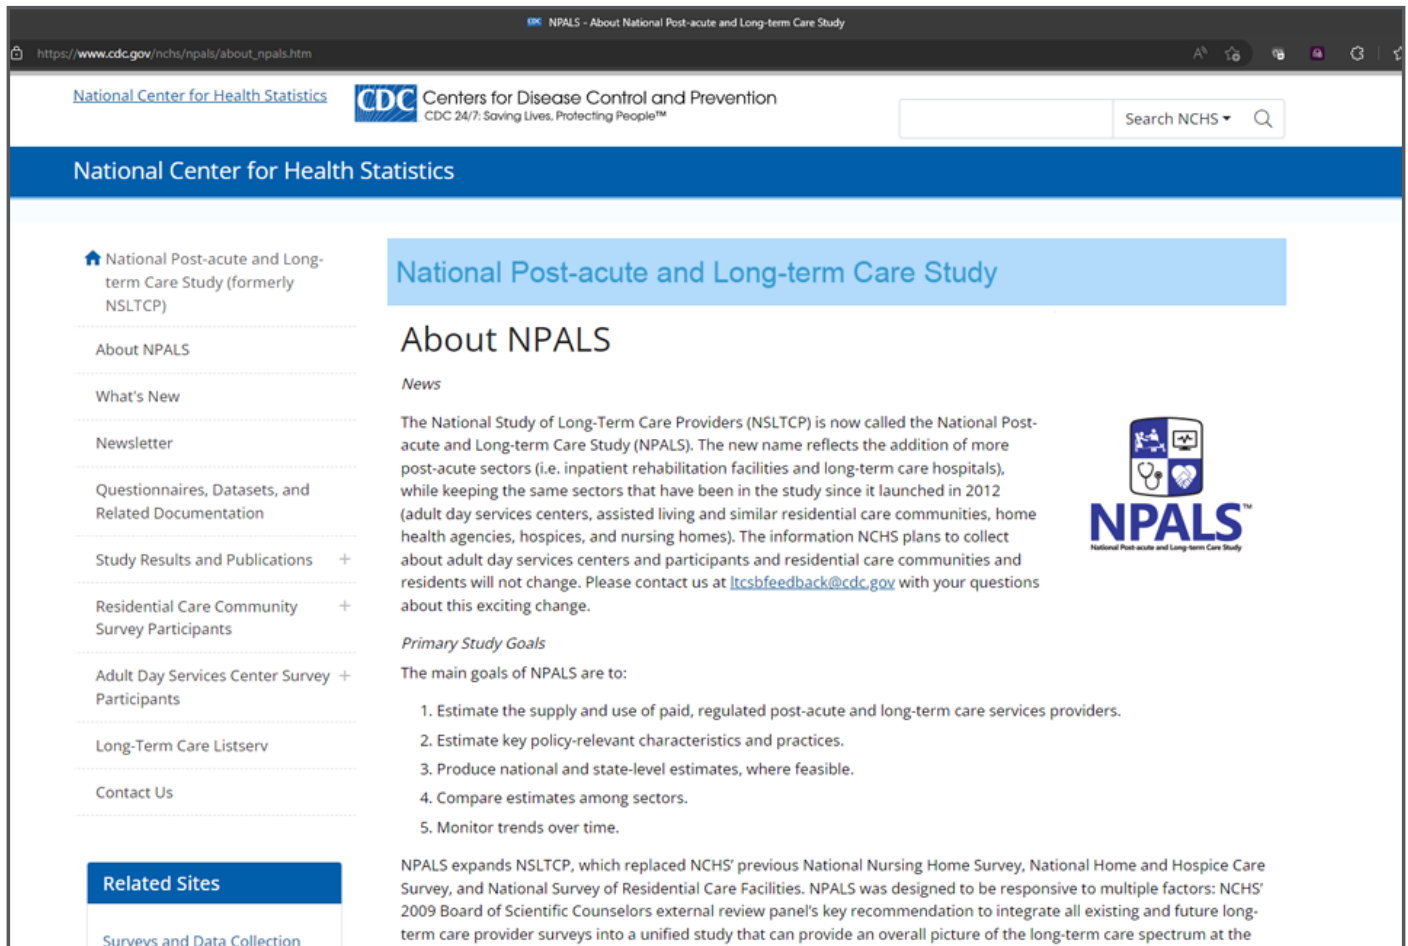 NPALS - About National Post-acute and Long-term Care Study
https://www.cdc.gov/nchs/npals/about_npals.htm
National Center for Health Statistics
CDC
Centers for Disease Control and Prevention
CDC 24/7: Saving Lives, Protecting People™
Search NCHS
National Center for Health Statistics
National Post-acute and Long-
term Care Study (formerly
NSLTCP)
About NPALS
What's New
Newsletter
Questionnaires, Datasets, and
Related Documentation
Study Results and Publications +
Residential Care Community +
Survey Participants
Adult Day Services Center Survey +
Participants
Long-Term Care Listserv
Contact Us
Related Sites
Surveys and Data Collection
National Post-acute and Long-term Care Study
About NPALS
News
The National Study of Long-Term Care Providers (NSLTCP) is now called the National Post-
acute and Long-term Care Study (NPALS). The new name reflects the addition of more
post-acute sectors (i.e. inpatient rehabilitation facilities and long-term care hospitals),
while keeping the same sectors that have been in the study since it launched in 2012
(adult day services centers, assisted living and similar residential care communities, home
health agencies, hospices, and nursing homes). The information NCHS plans to collect
about adult day services centers and participants and residential care communities and
residents will not change. Please contact us at ltcsbfeedback@cdc.gov with your questions
about this exciting change.
NPALS™
National Post-acute and Long-term Care Study
Primary Study Goals
The main goals of NPALS are to:
1. Estimate the supply and use of paid, regulated post-acute and long-term care services providers.
2. Estimate key policy-relevant characteristics and practices.
3. Produce national and state-level estimates, where feasible.
4. Compare estimates among sectors.
5. Monitor trends over time.
NPALS expands NSLTCP, which replaced NCHS' previous National Nursing Home Survey, National Home and Hospice Care
Survey, and National Survey of Residential Care Facilities. NPALS was designed to be responsive to multiple factors: NCHS'
2009 Board of Scientific Counselors external review panel's key recommendation to integrate all existing and future long-
term care provider surveys into a unified study that can provide an overall picture of the long-term care spectrum at the